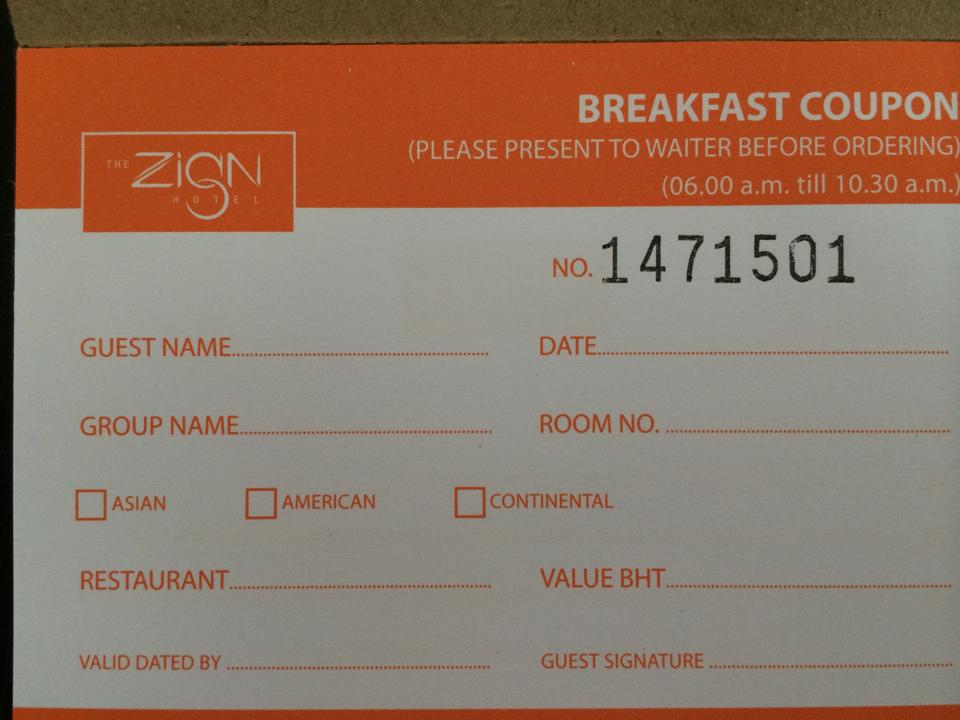 BREAKFAST COUPON
(PLEASE PRESENT TO WAITER BEFORE ORDERING)
(06.00 a.m. till 10.30 a.m.)
THE ZIGN
HOTEL
NO. 1471501
GUEST NAME
DATE
GROUP NAME
ROOM NO.
ASIAN AMERICAN CONTINENTAL
RESTAURANT
VALUE BHT
VALID DATED BY
GUEST SIGNATURE